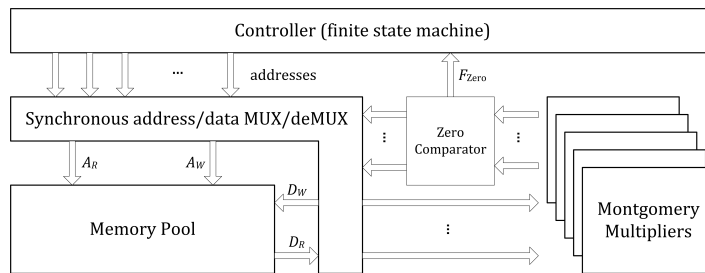 Controller (finite state machine)
... addresses
F_Zero
Synchronous address/data MUX/deMUX
Zero
Comparator
...
...
A_R
A_W
D_W
Memory Pool
D_R
...
Montgomery
Multipliers